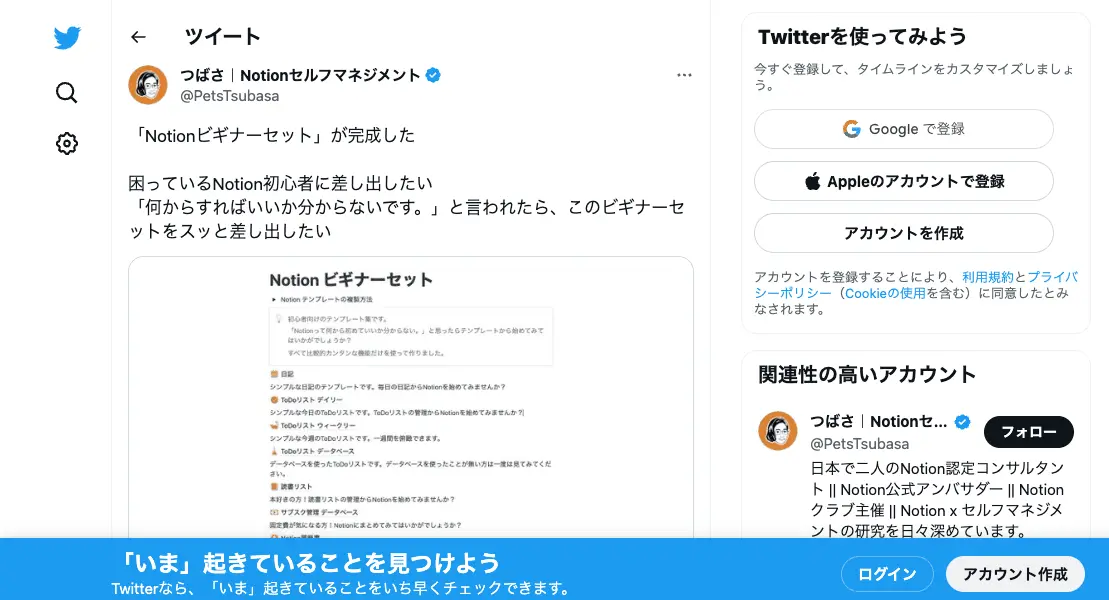 ツイート
つばさ｜Notionセルフマネジメント
@PetsTsubasa
「Notionビギナーセット」が完成した
困っているNotion初心者に差し出したい
「何からすればいいか分からないです。」と言われたら、このビギナーセ
ットをスッと差し出したい
Notion ビギナーセット
Notion テンプレートの複製方法
初心者向けのテンプレート集です。
「Notionって何から初めていいか分からない。」と思ったらテンプレートから始めてみて
はいかがでしょうか？
すべて比較的カンタンな機能だけを使って作りました。
日記
シンプルな日記のテンプレートです。毎日の日記からNotionを始めてみませんか？
ToDoリスト デイリー
シンプルな今日のToDoリストです。ToDoリストの管理からNotionを始めてみませんか？
ToDoリスト ウィークリー
シンプルな今週のToDoリストです。一週間を俯瞰できます。
ToDoリスト データベース
データベースを使ったToDoリストです。データベースを使ったことが無い方は一度は見てみてくだ
さい。
読書リスト
本好きの方！読書リストの管理からNotionを始めてみませんか？
サブスク管理 データベース
固定費が気になる方！Notionにまとめてみてはいかがでしょうか？
Twitterを使ってみよう
今すぐ登録して、タイムラインをカスタマイズしましょ
う。
Google で登録
Appleのアカウントで登録
アカウントを作成
アカウントを登録することにより、利用規約とプライバ
シーポリシー（Cookieの使用を含む）に同意したとみ
なされます。
関連性の高いアカウント
つばさ｜Notionセ...
@PetsTsubasa
フォロー
日本で二人のNotion認定コンサルタン
ト || Notion公式アンバサダー || Notion
クラブ主催 || Notion x セルフマネジメ
ントの研究を日々深めています。
「いま」起きていることを見つけよう
Twitterなら、「いま」起きていることをいち早くチェックできます。
ログイン
アカウント作成